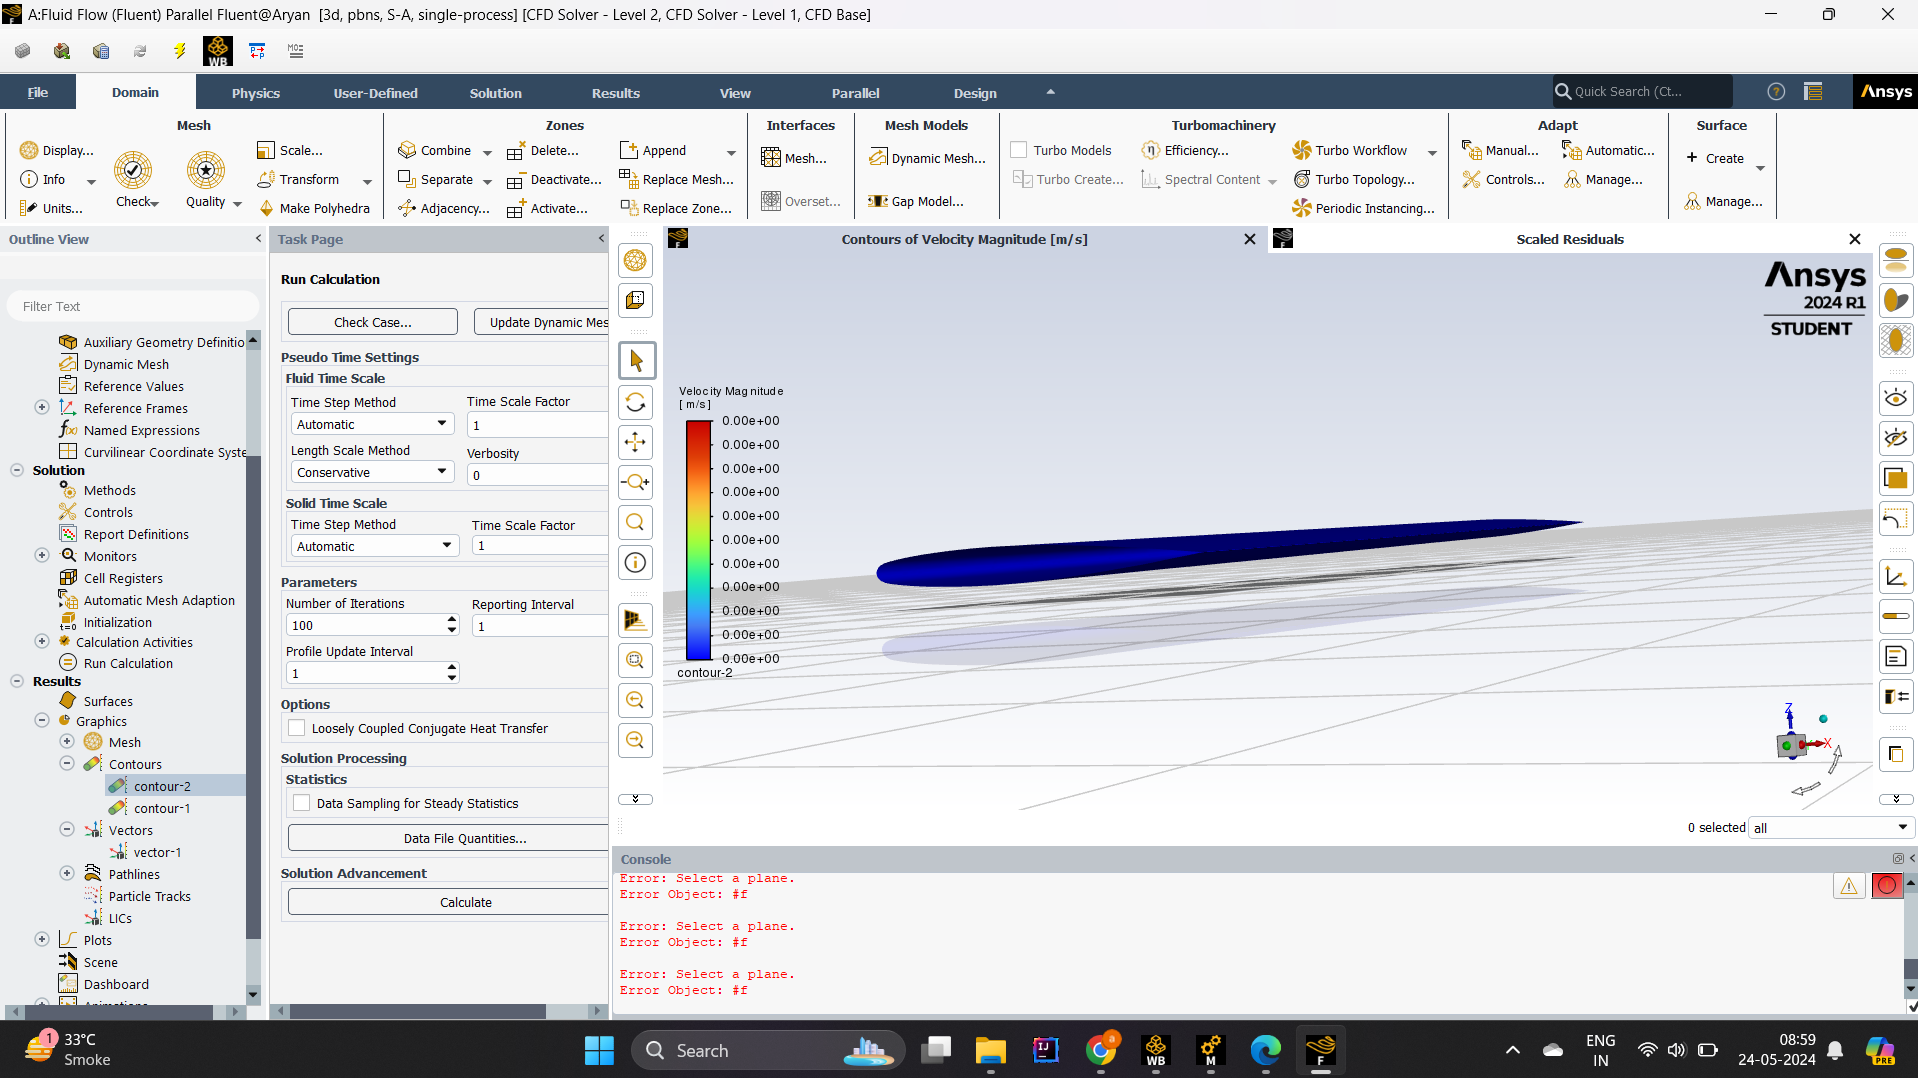 A:Fluid Flow (Fluent) Parallel Fluent@Aryan [3d, pbns, S-A, single-process] [CFD Solver - Level 2, CFD Solver - Level 1, CFD Base]
WB
File Domain Physics User-Defined Solution Results View Parallel Design Quick Search (Ct... Ansys
Mesh Zones Interfaces Mesh Models Turbomachinery Adapt Surface
Display... Scale... Combine Delete... Append Mesh... Dynamic Mesh... Turbo Models Efficiency... Turbo Workflow Manual... Automatic... Create
Info Check Quality Transform Separate Deactivate... Replace Mesh... Turbo Create... Spectral Content Turbo Topology... Controls... Manage...
Units... Make Polyhedra Adjacency... Activate... Replace Zone... Overset... Gap Model... Periodic Instancing... Manage...
Outline View
Filter Text
Auxiliary Geometry Definitio
Dynamic Mesh
Reference Values
Reference Frames
Named Expressions
Curvilinear Coordinate Syste
Solution
Methods
Controls
Report Definitions
Monitors
Cell Registers
Automatic Mesh Adaption
Initialization
Calculation Activities
Run Calculation
Results
Surfaces
Graphics
Mesh
Contours
contour-2
contour-1
Vectors
vector-1
Pathlines
Particle Tracks
LICs
Plots
Scene
Dashboard
Animations
Task Page
Run Calculation
Check Case... Update Dynamic Mes
Pseudo Time Settings
Fluid Time Scale
Time Step Method Time Scale Factor
Automatic 1
Length Scale Method Verbosity
Conservative 0
Solid Time Scale
Time Step Method Time Scale Factor
Automatic 1
Parameters
Number of Iterations Reporting Interval
100 1
Profile Update Interval
1
Options
Loosely Coupled Conjugate Heat Transfer
Solution Processing
Statistics
Data Sampling for Steady Statistics
Data File Quantities...
Solution Advancement
Calculate
Contours of Velocity Magnitude [m/s] Scaled Residuals
Ansys
2024 R1
STUDENT
Velocity Magnitude
[ m/s ]
0.00e+00
0.00e+00
0.00e+00
0.00e+00
0.00e+00
0.00e+00
0.00e+00
0.00e+00
0.00e+00
0.00e+00
0.00e+00
contour-2
Z
X
0 selected all
Console
Error: Select a plane.
Error Object: #f
Error: Select a plane.
Error Object: #f
Error: Select a plane.
Error Object: #f
1 33°C
Smoke
Search
ENG
IN
08:59
24-05-2024